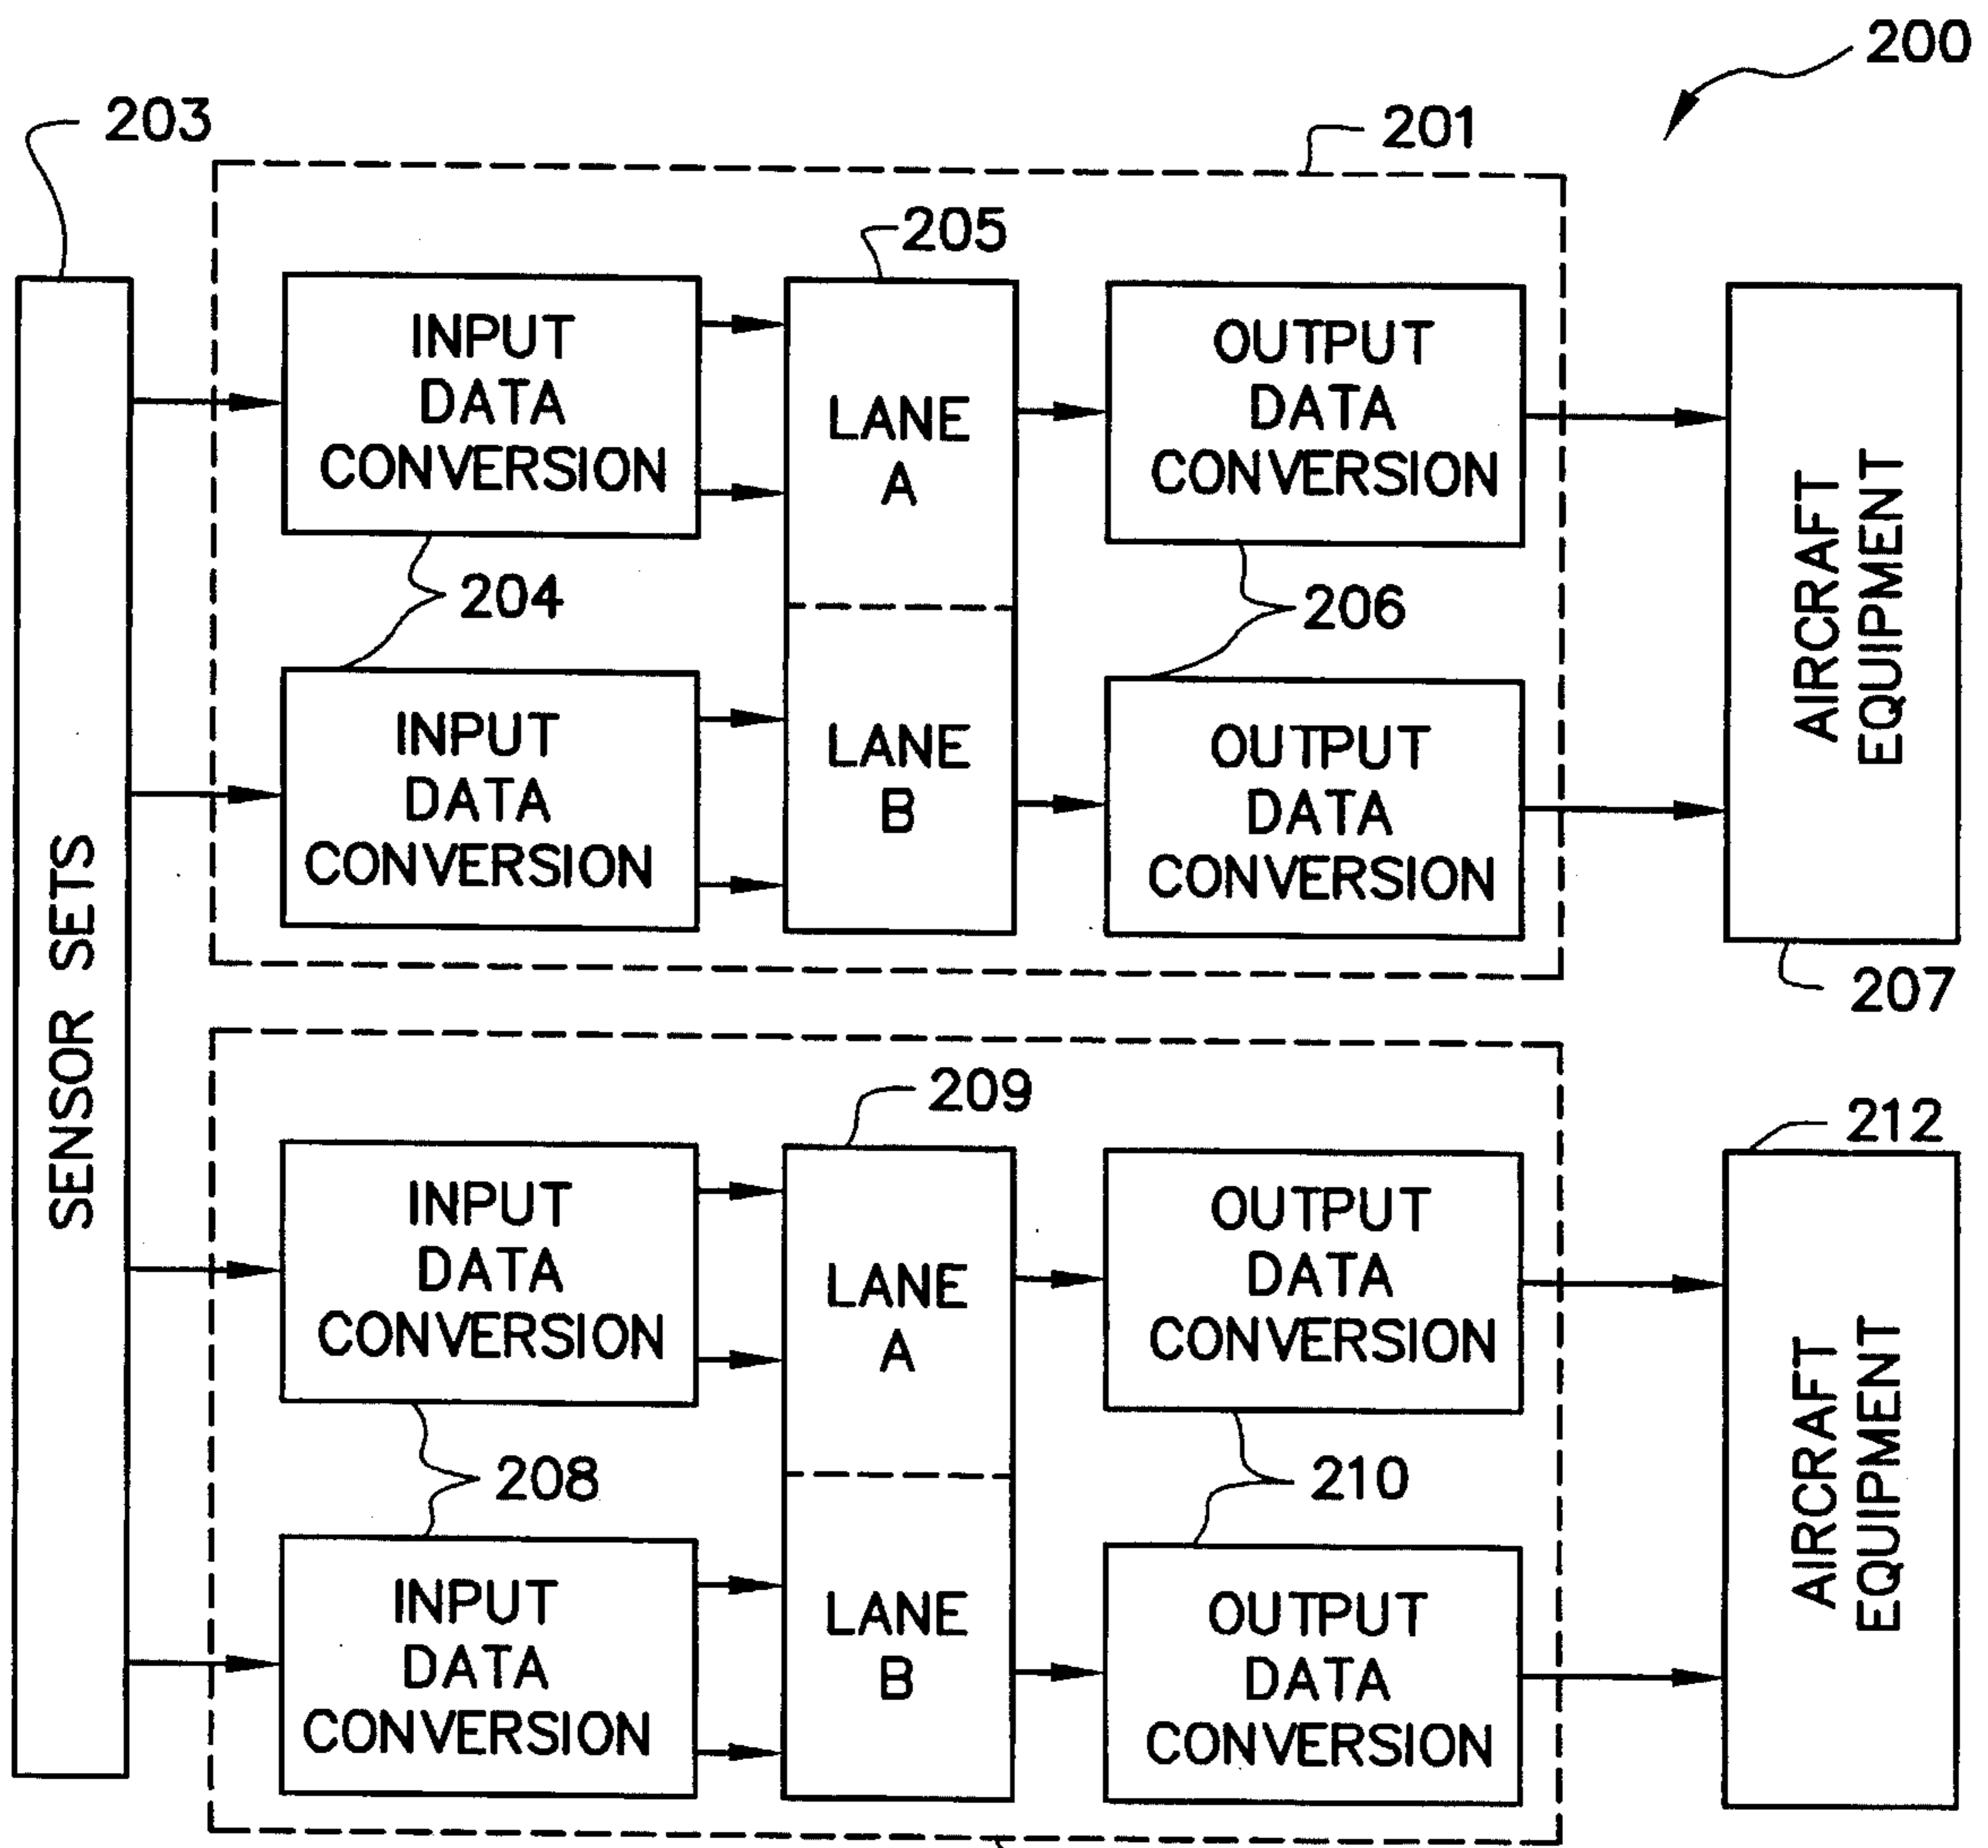 200
203
201
205
INPUT
DATA
CONVERSION
LANE
A
OUTPUT
DATA
CONVERSION
AIRCRAFT
EQUIPMENT
204
206
INPUT
DATA
CONVERSION
LANE
B
OUTPUT
DATA
CONVERSION
207
SENSOR SETS
209
212
INPUT
DATA
CONVERSION
LANE
A
OUTPUT
DATA
CONVERSION
AIRCRAFT
EQUIPMENT
208
210
INPUT
DATA
CONVERSION
LANE
B
OUTPUT
DATA
CONVERSION